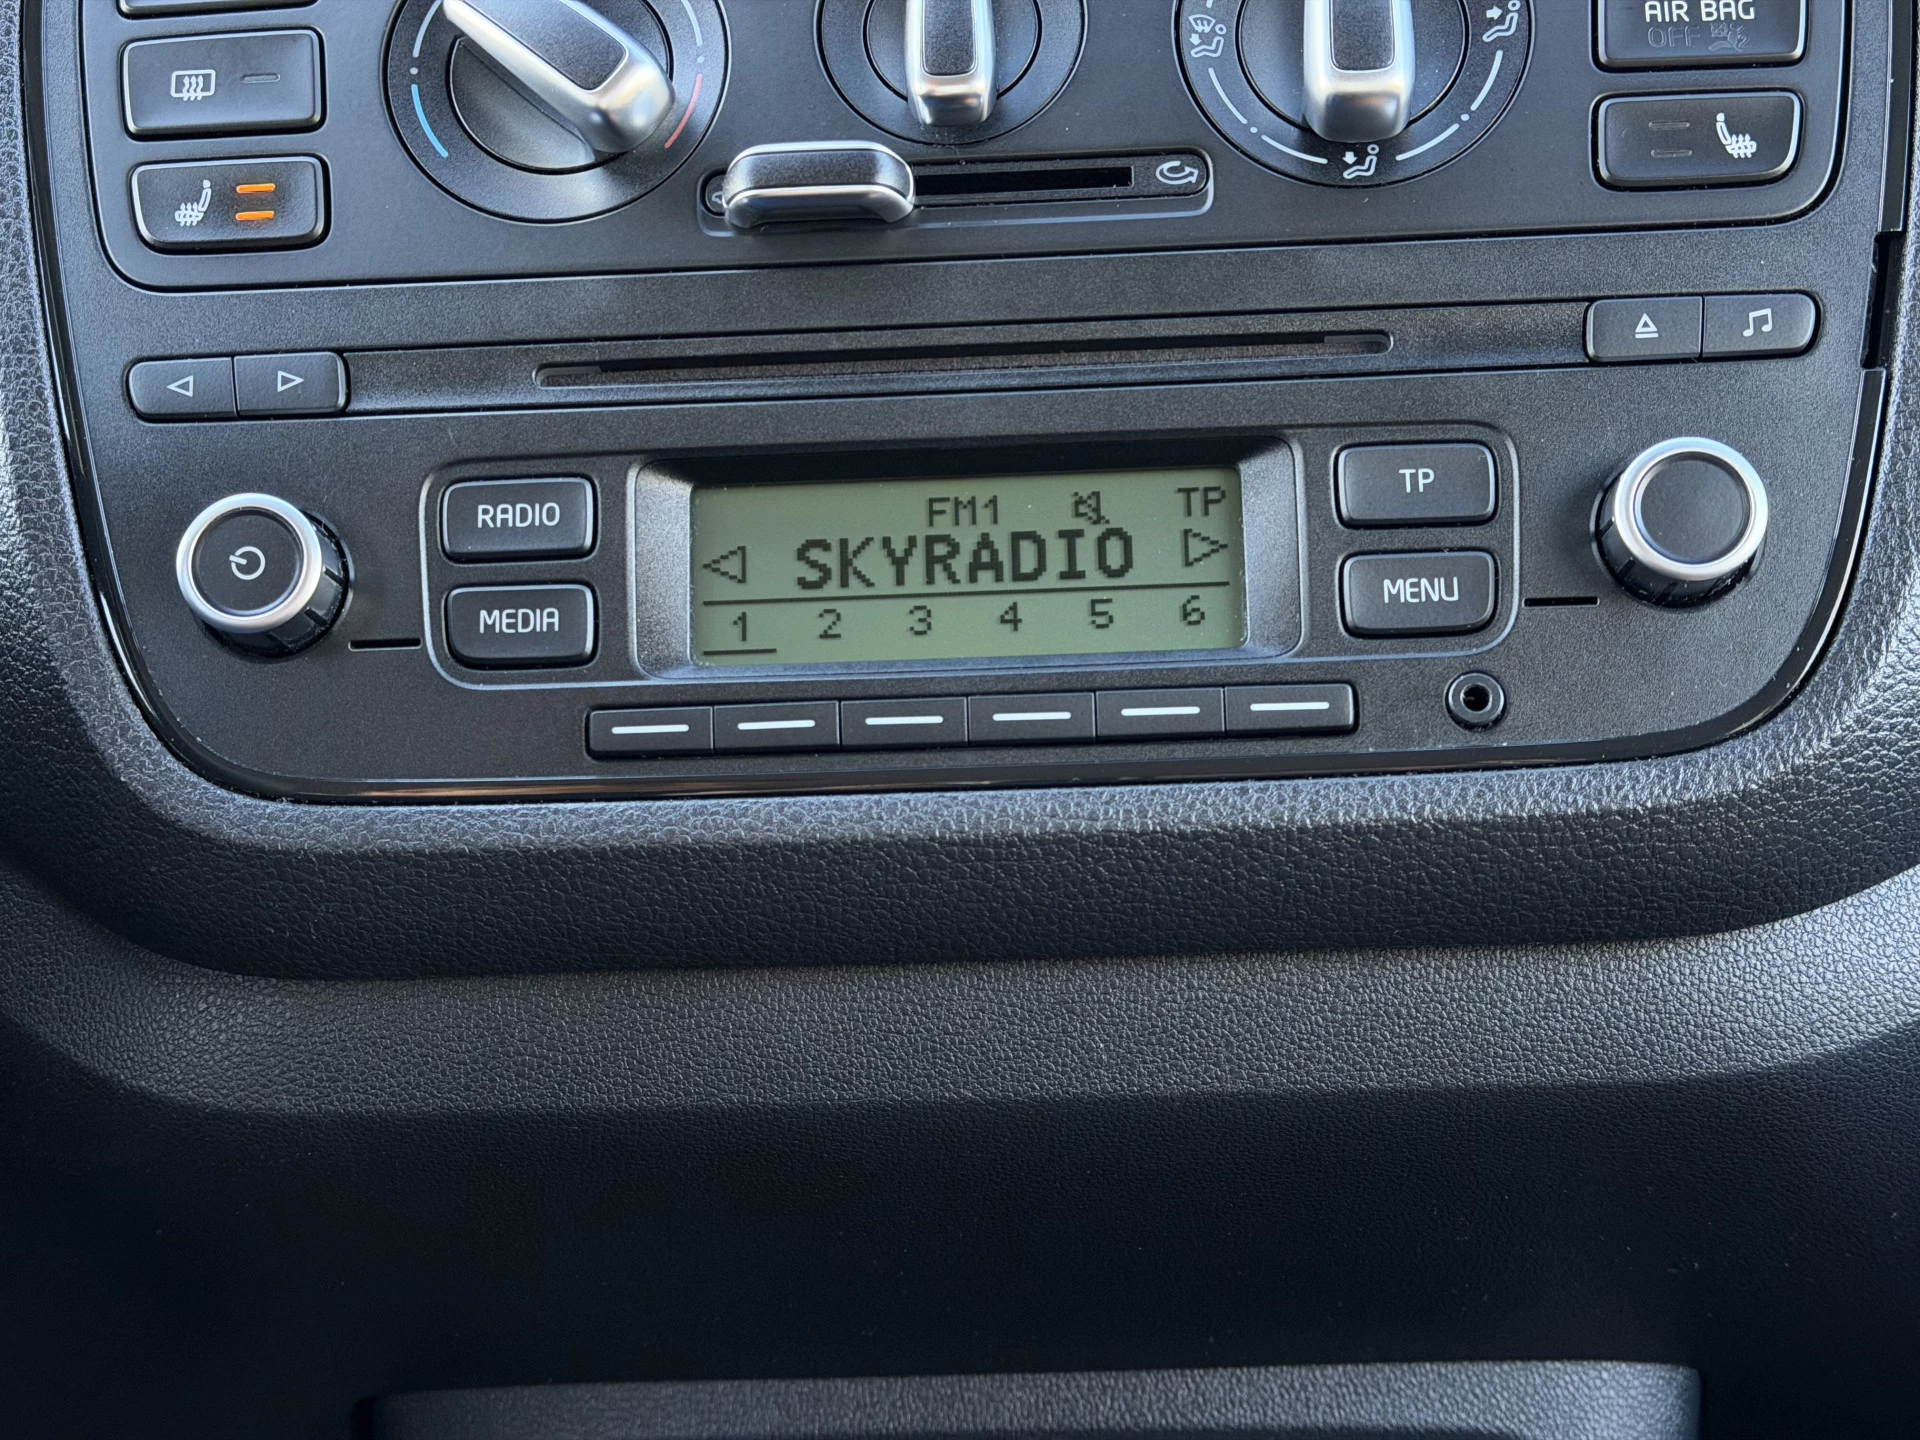 AIR BAG
OFF
RADIO
MEDIA
FM1 TP
SKYRADIO
1 2 3 4 5 6
TP
MENU